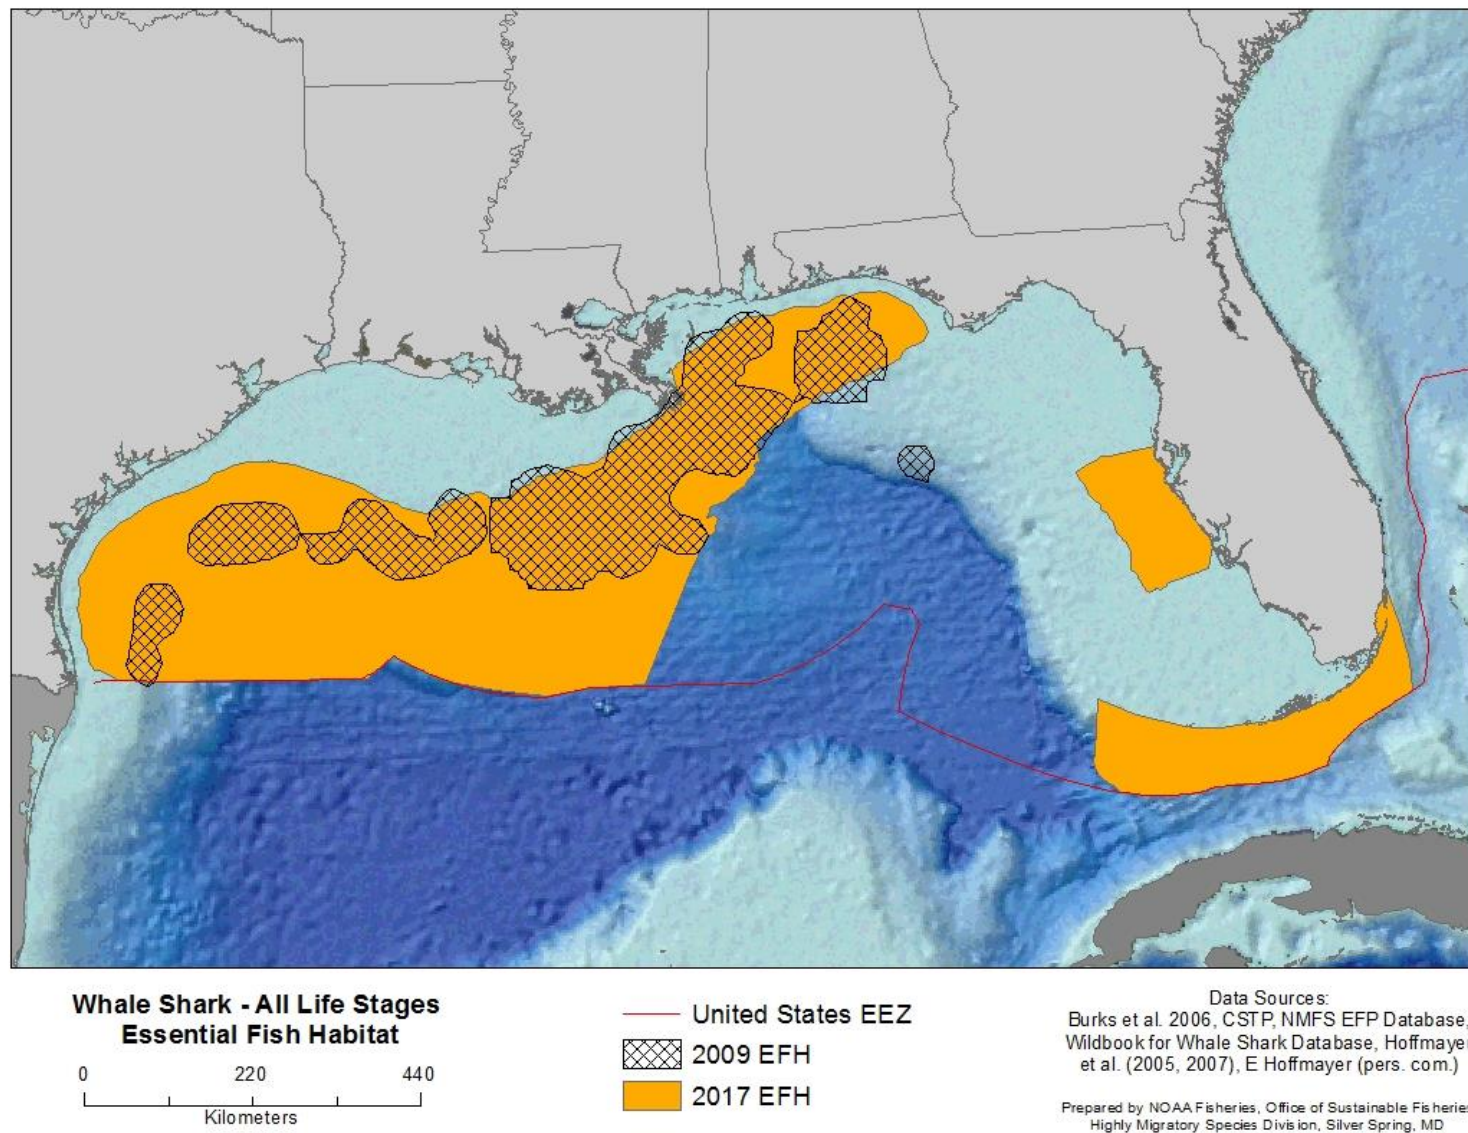 Whale Shark - All Life Stages
Essential Fish Habitat
0 220 440
Kilometers
United States EEZ
2009 EFH
2017 EFH
Data Sources:
Burks et al. 2006, CSTP, NMFS EFP Database,
Wildbook for Whale Shark Database, Hoffmayer
et al. (2005, 2007), E Hoffmayer (pers. com.)
Prepared by NOAA Fisheries, Office of Sustainable Fisheries
Highly Migratory Species Division, Silver Spring, MD